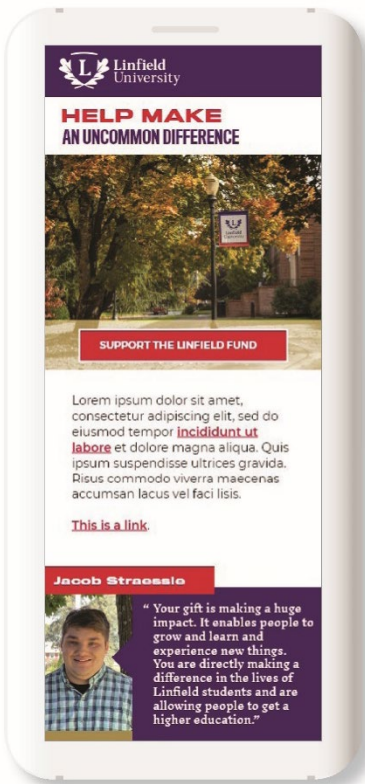 L Linfield
University
HELP MAKE
AN UNCOMMON DIFFERENCE
L
Linfield
SUPPORT THE LINFIELD FUND
Lorem ipsum dolor sit amet,
consectetur adipiscing elit, sed do
eiusmod tempor incididunt ut
labore et dolore magna aliqua. Quis
ipsum suspendisse ultrices gravida.
Risus commodo viverra maecenas
accumsan lacus vel faci lisis.
This is a link.
Jacob Straessle
“ Your gift is making a huge
impact. It enables people to
grow and learn and
experience new things.
You are directly making a
difference in the lives of
Linfield students and are
allowing people to get a
higher education.”